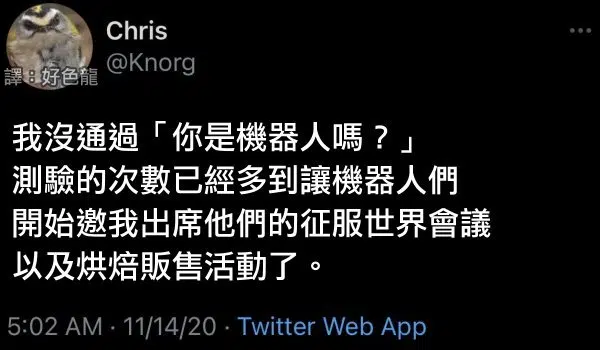 Chris
@Knorg
譯：好色龍
我沒通過「你是機器人嗎？」
測驗的次數已經多到讓機器人們
開始邀我出席他們的征服世界會議
以及烘焙販售活動了。
5:02 AM · 11/14/20 · Twitter Web App